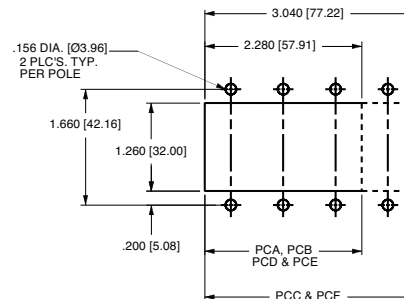 3.040 [77.22]
2.280 [57.91]
.156 DIA. [Ø3.96]
2 PLC'S. TYP.
PER POLE
1.660 [42.16]
1.260 [32.00]
.200 [5.08]
PCA, PCB
PCD & PCE
PCC & PCF